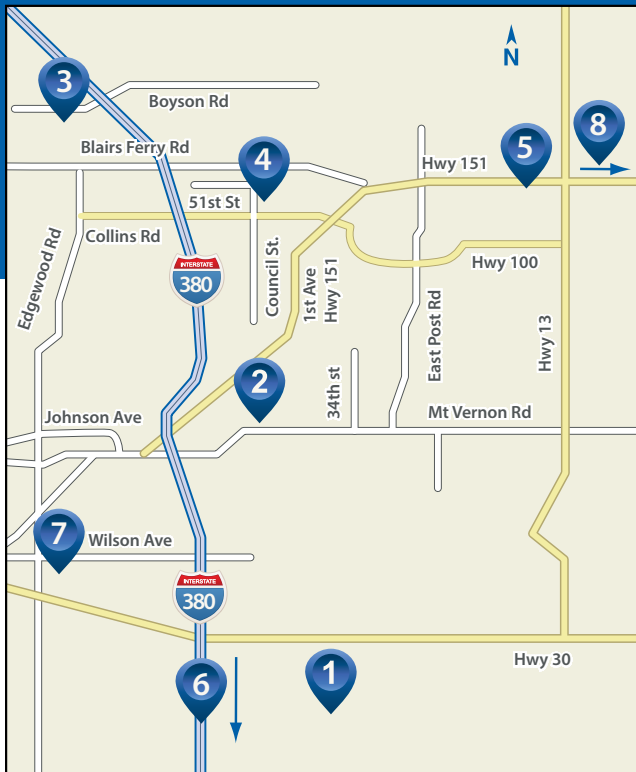 N
3
Boyson Rd
8
Blairs Ferry Rd
4
5
Hwy 151
51st St
Collins Rd
Edgewood Rd
Council St.
1st Ave
Hwy 151
INTERSTATE
380
Hwy 100
East Post Rd
Hwy 13
2
34th st
Johnson Ave
Mt Vernon Rd
7
Wilson Ave
INTERSTATE
380
Hwy 30
6
1